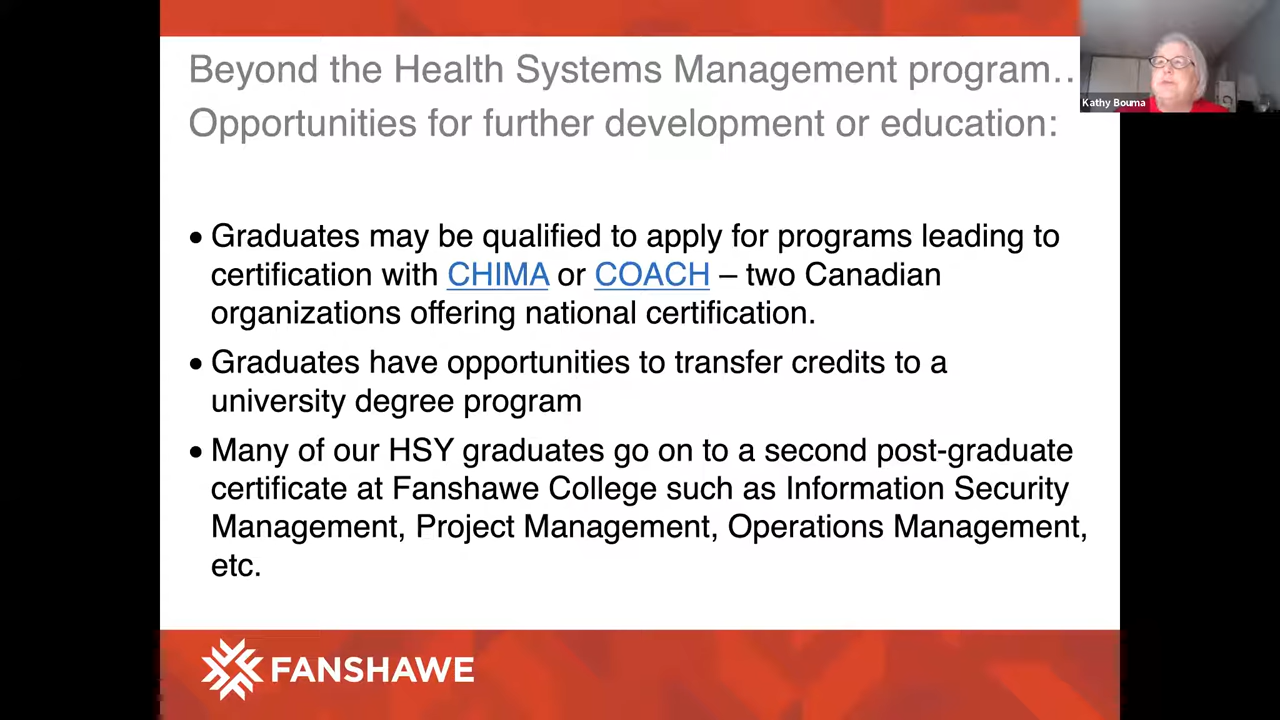 Beyond the Health Systems Management program..
Opportunities for further development or education:
Kathy Bouma
• Graduates may be qualified to apply for programs leading to
certification with CHIMA or COACH – two Canadian
organizations offering national certification.
• Graduates have opportunities to transfer credits to a
university degree program
• Many of our HSY graduates go on to a second post-graduate
certificate at Fanshawe College such as Information Security
Management, Project Management, Operations Management,
etc.
FANSHAWE